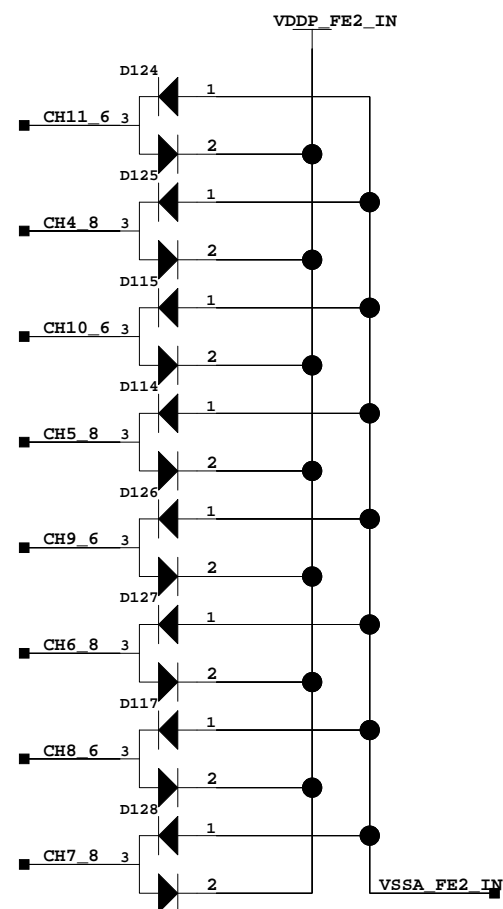 VDDP_FE2_IN
D124
1
CH11_6 3
2
D125
1
CH4_8 3
2
D115
1
CH10_6 3
2
D114
1
CH5_8 3
2
D126
1
CH9_6 3
2
D127
1
CH6_8 3
2
D117
1
CH8_6 3
2
D128
1
CH7_8 3
2
VSSA_FE2_IN